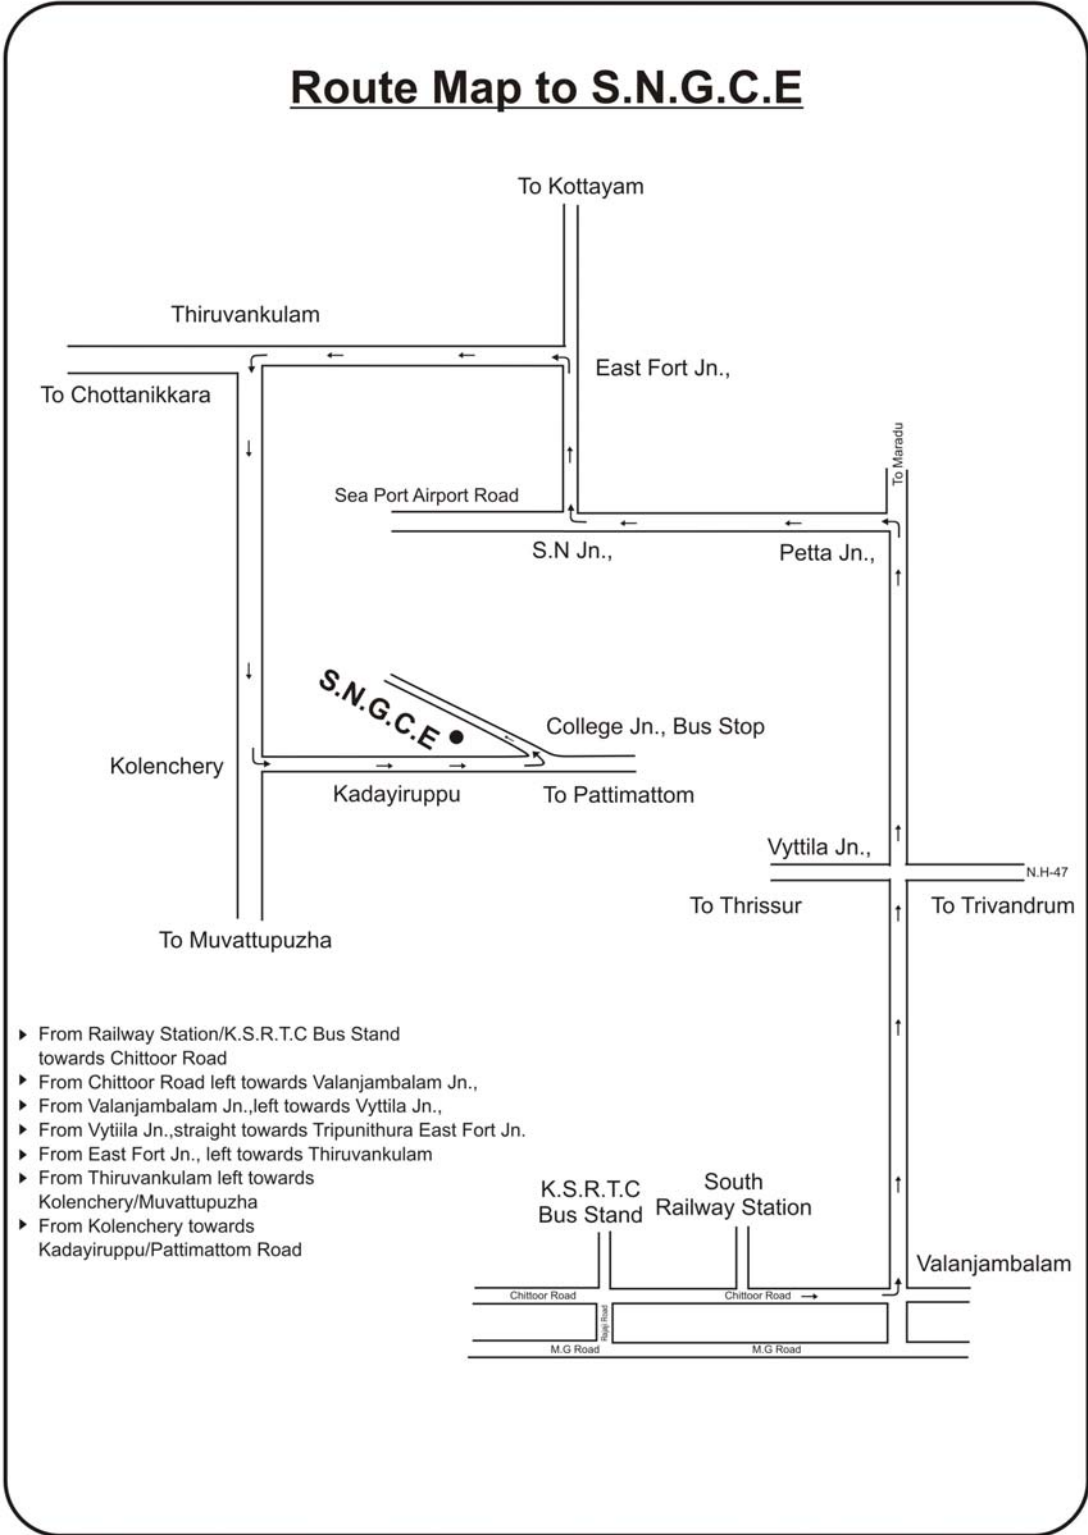 Route Map to S.N.G.C.E
To Kottayam
Thiruvankulam
East Fort Jn.,
To Chottanikkara
To Maradu
Sea Port Airport Road
S.N Jn.,
Petta Jn.,
S.N.G.C.E
College Jn., Bus Stop
Kolenchery
Kadayiruppu
To Pattimattom
Vyttila Jn.,
N.H-47
To Thrissur
To Trivandrum
To Muvattupuzha
From Railway Station/K.S.R.T.C Bus Stand
towards Chittoor Road
From Chittoor Road left towards Valanjambalam Jn.,
From Valanjambalam Jn.,left towards Vyttila Jn.,
From Vytiila Jn.,straight towards Tripunithura East Fort Jn.
From East Fort Jn., left towards Thiruvankulam
From Thiruvankulam left towards
Kolenchery/Muvattupuzha
From Kolenchery towards
Kadayiruppu/Pattimattom Road
K.S.R.T.C
Bus Stand
South
Railway Station
Valanjambalam
Chittoor Road
Chittoor Road
Rajaji Road
M.G Road
M.G Road